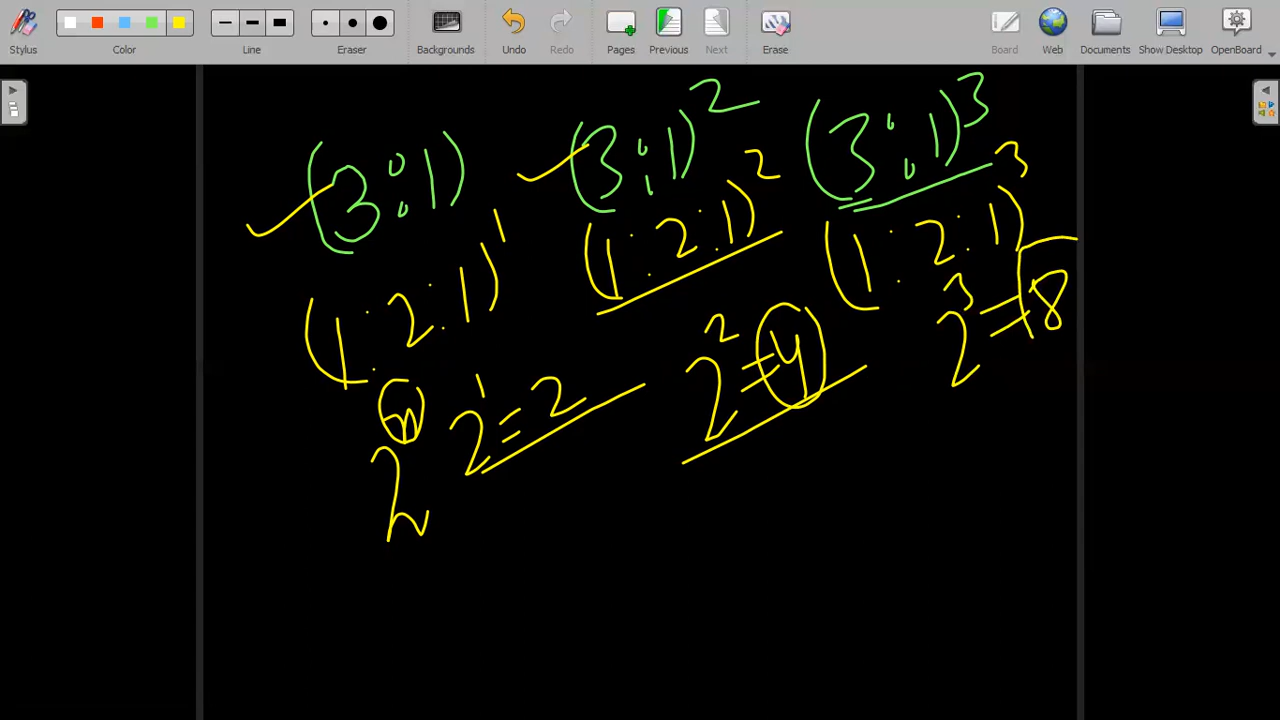 Stylus Color Line Eraser Backgrounds Undo Redo Pages Previous Next Erase Board Web Documents Show Desktop OpenBoard
(3:1) (3:1)² (3:1)³
(1:2:1)¹ (1:2:1)² (1:2:1)³
2¹=2 2²=4 2³=8
2ⁿ